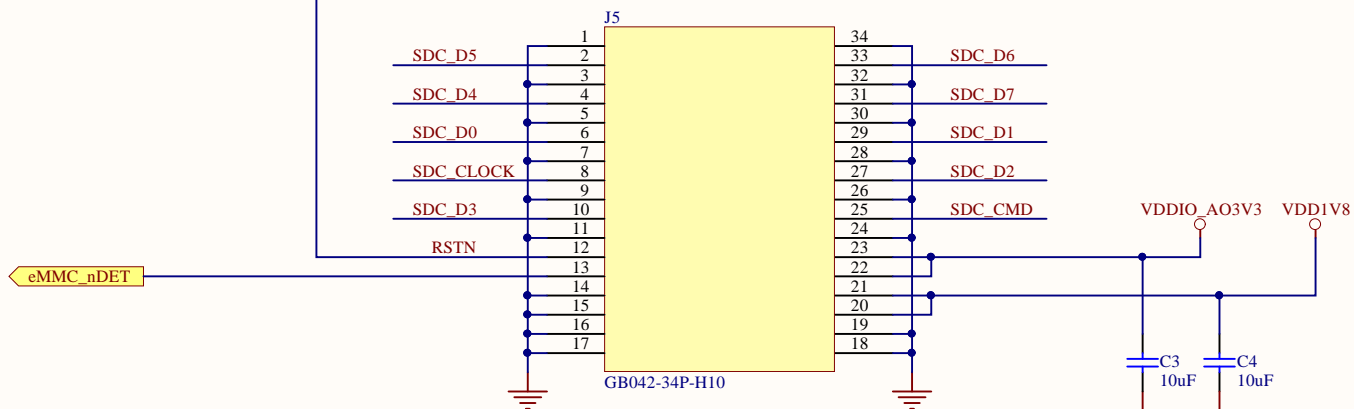 J5
1 34
SDC_D5 2 33 SDC_D6
3 32
SDC_D4 4 31 SDC_D7
5 30
SDC_D0 6 29 SDC_D1
7 28
SDC_CLOCK 8 27 SDC_D2
9 26
SDC_D3 10 25 SDC_CMD VDDIO_AO3V3 VDD1V8
11 24
RSTN 12 23
eMMC_nDET 13 22
14 21
15 20
16 19
17 18
C3 C4
GB042-34P-H10 10uF 10uF